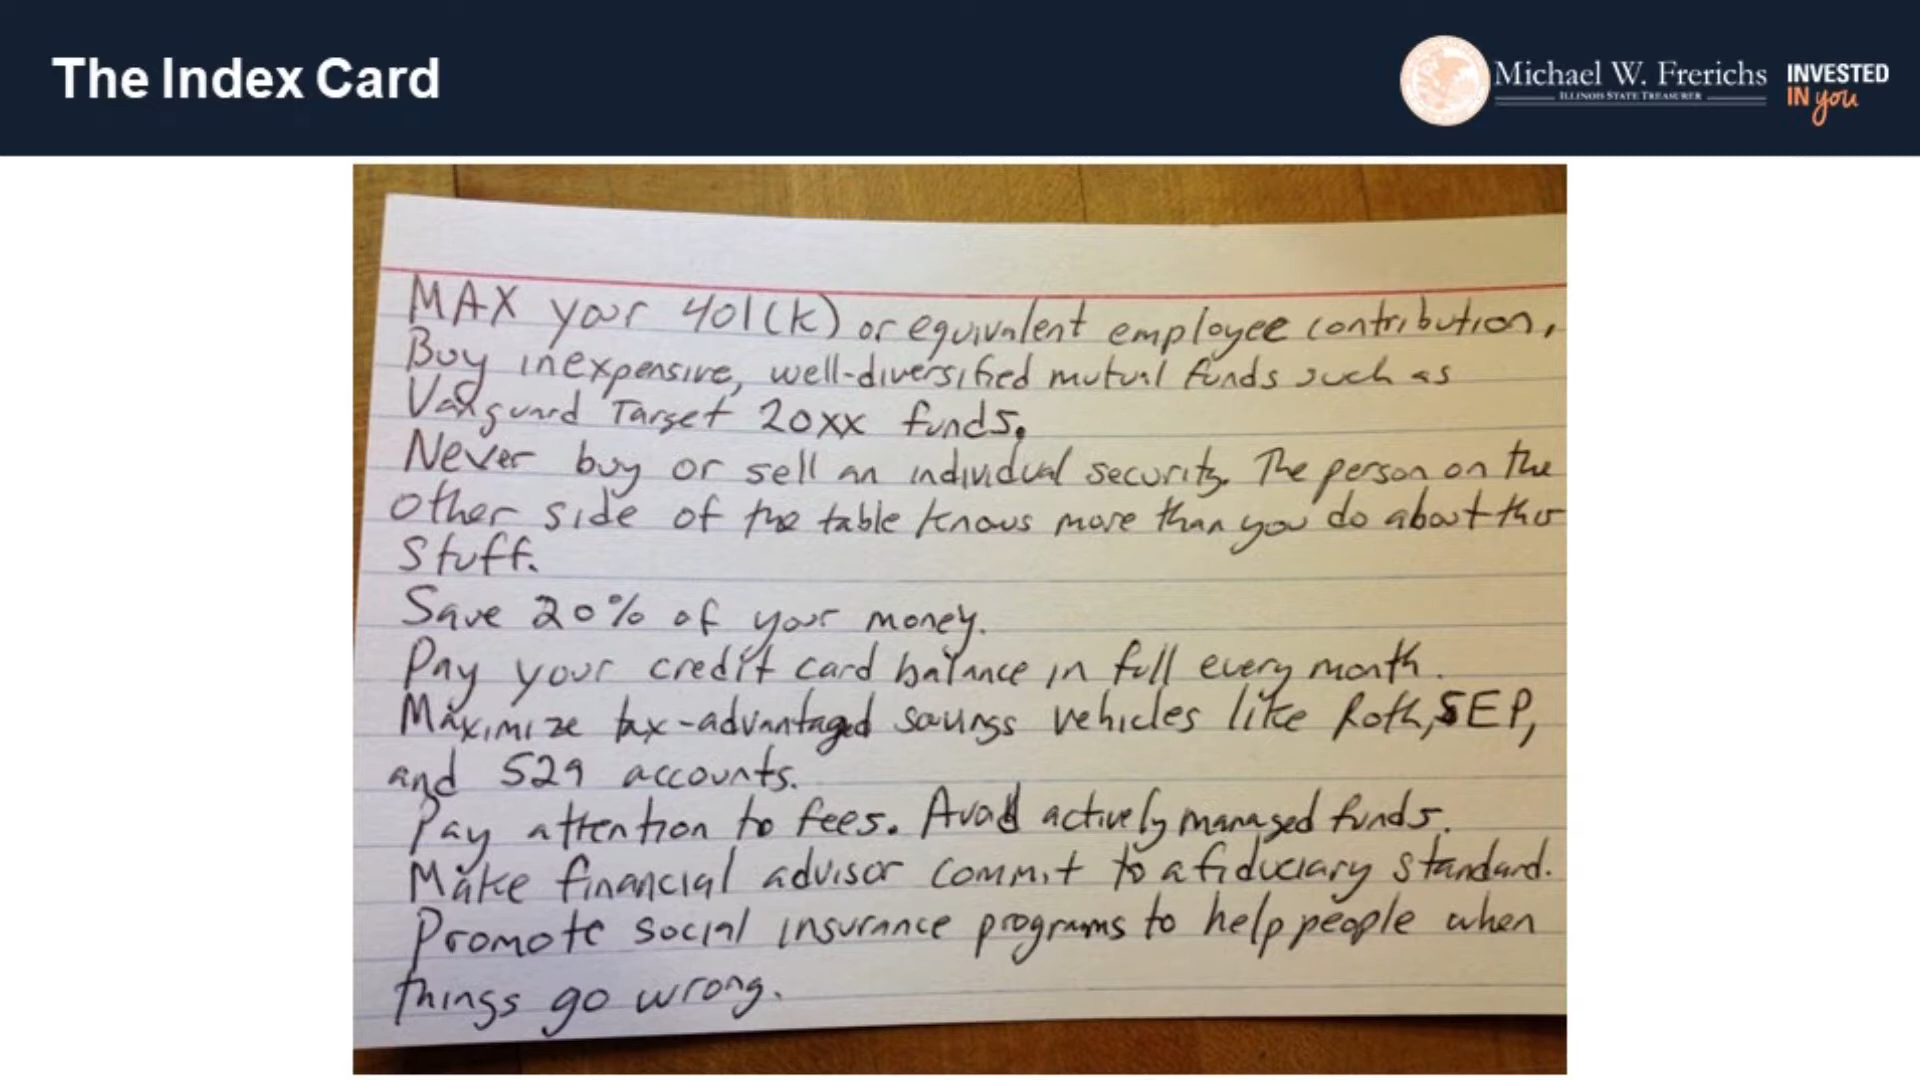 The Index Card
Michael W. Frerichs
ILLINOIS STATE TREASURER
INVESTED
IN you
MAX your 401(k) or equivalent employee contribution.
Buy inexpensive, well-diversified mutual funds such as
Vanguard Target 20xx funds.
Never buy or sell an individual security. The person on the
other side of the table knows more than you do about this
stuff.
Save 20% of your money.
Pay your credit card balance in full every month.
Maximize tax-advantaged savings vehicles like Roth, SEP,
and 529 accounts.
Pay attention to fees. Avoid actively managed funds.
Make financial advisor commit to a fiduciary standard.
Promote social insurance programs to help people when
things go wrong.